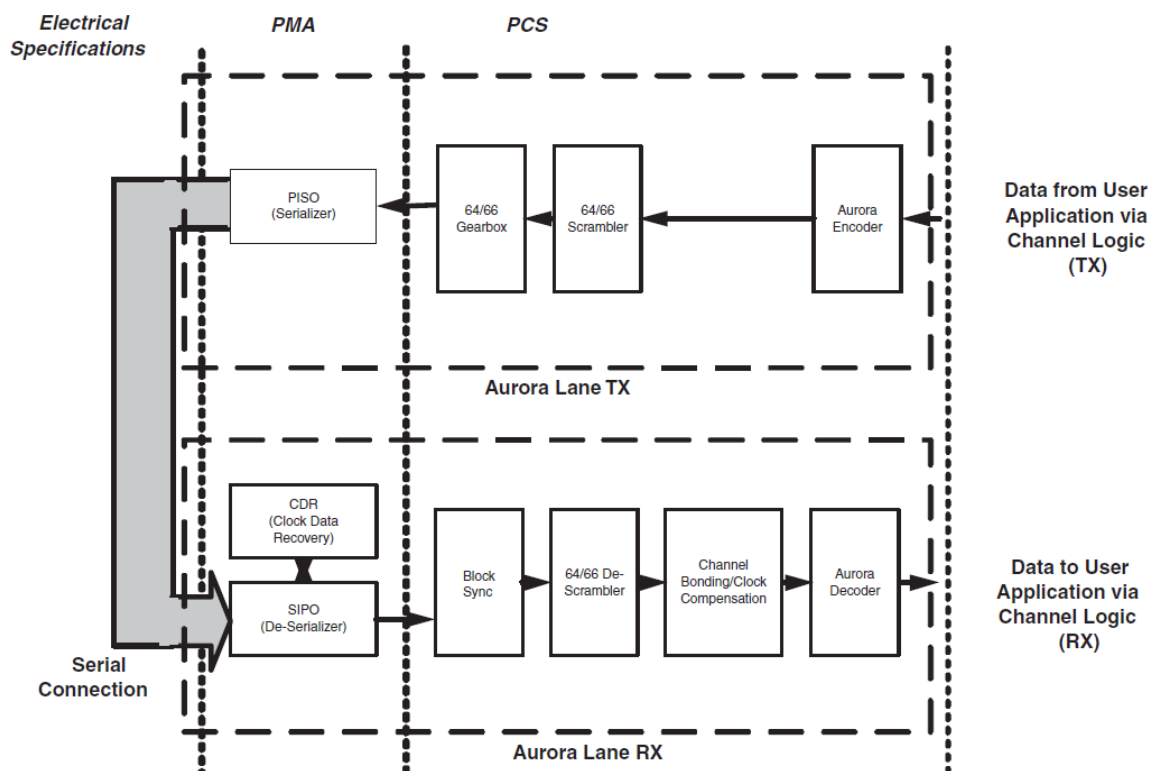 Electrical
Specifications
PMA
PCS
PISO
(Serializer)
64/66
Gearbox
64/66
Scrambler
Aurora
Encoder
Data from User
Application via
Channel Logic
(TX)
Aurora Lane TX
CDR
(Clock Data
Recovery)
SIPO
(De-Serializer)
Block
Sync
64/66 De-
Scrambler
Channel
Bonding/Clock
Compensation
Aurora
Decoder
Data to User
Application via
Channel Logic
(RX)
Serial
Connection
Aurora Lane RX